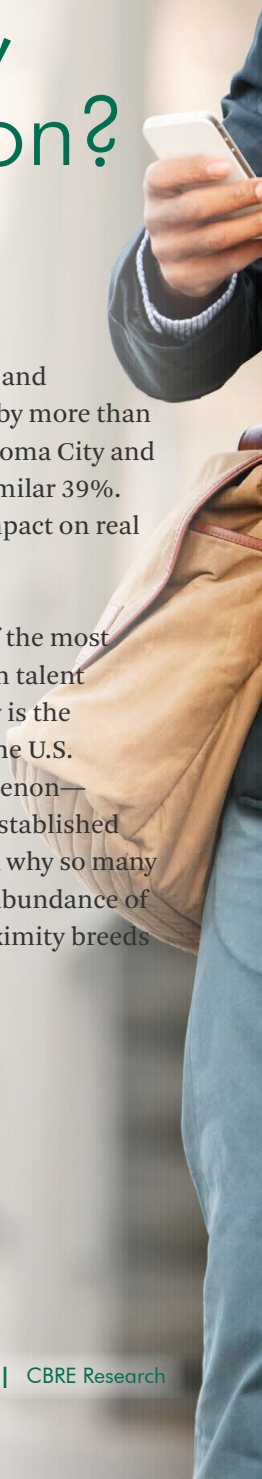 on?
and
by more than
oma City and
milar 39%.
pact on real
the most
talent
is the
he U.S.
enon—
stablished
why so many
bundance of
ximity breeds
| CBRE Research